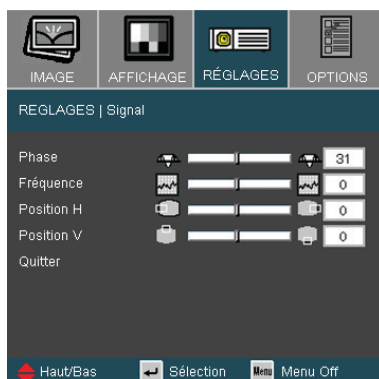 IMAGE AFFICHAGE RÉGLAGES OPTIONS
REGLAGES | Signal
Phase 31
Fréquence 0
Position H 0
Position V 0
Quitter
Haut/Bas Sélection Menu Menu Off